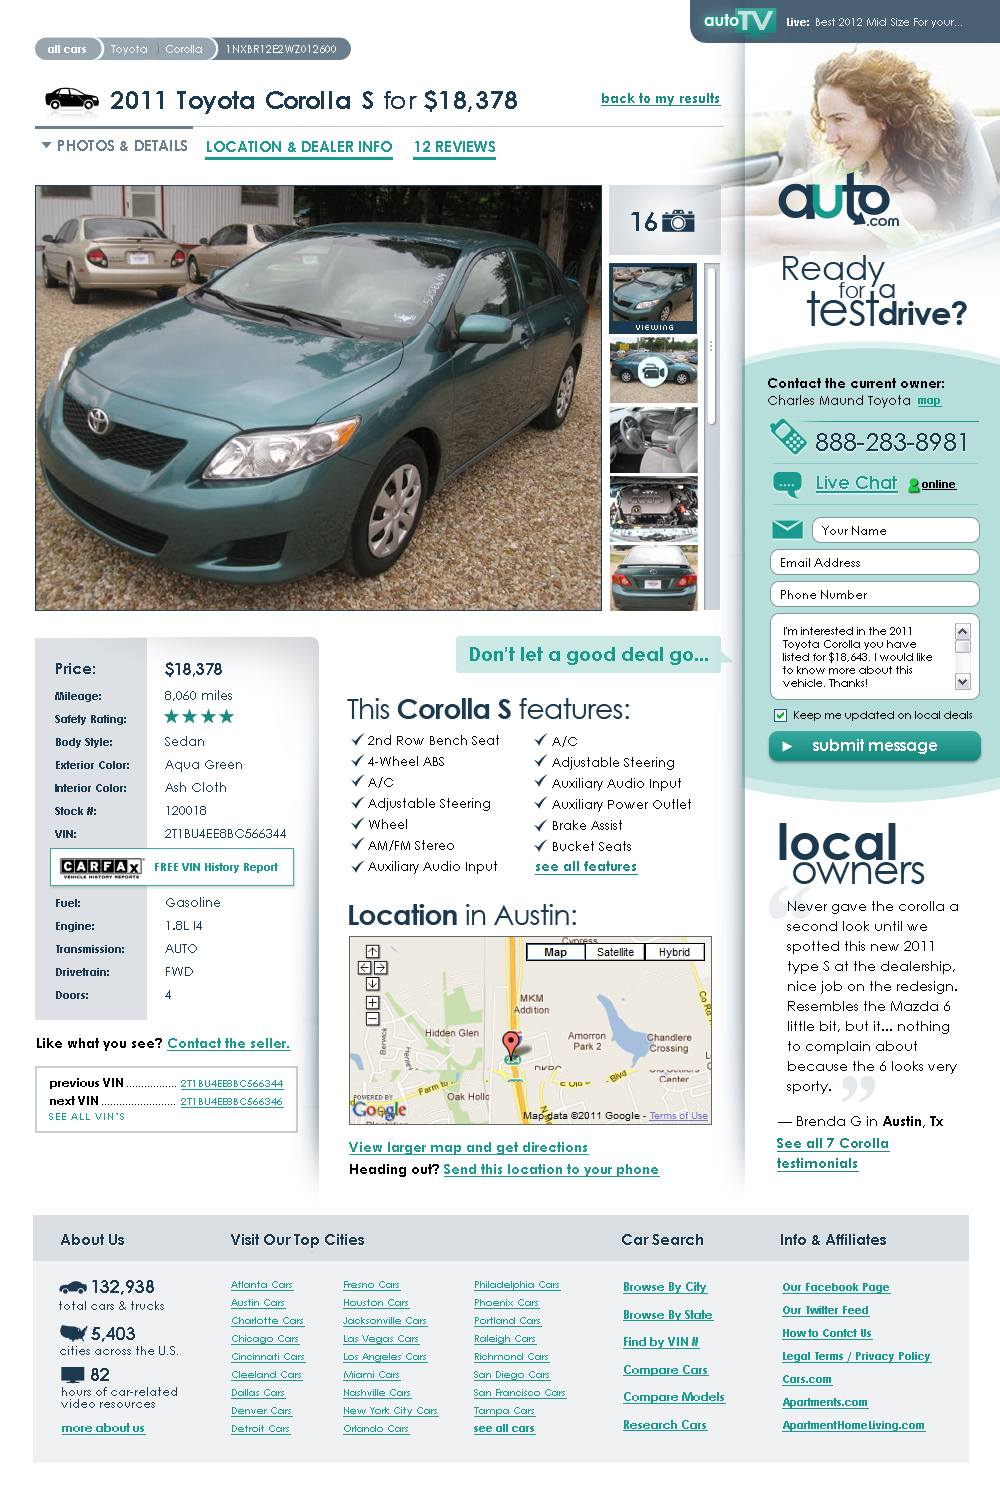 autoTV Live: Best 2012 Mid Size For your...
all cars Toyota Corolla 1NXBR12E2WZ012600
2011 Toyota Corolla S for $18,378
back to my results
PHOTOS & DETAILS LOCATION & DEALER INFO 12 REVIEWS
16
VIEWING
auto.com
Ready
for a
test drive?
Contact the current owner:
Charles Maund Toyota map
888-283-8981
Live Chat online
Your Name
Email Address
Phone Number
I'm interested in the 2011
Toyota Corolla you have
listed for $18,643. I would like
to know more about this
vehicle. Thanks!
Keep me updated on local deals
submit message
Price: $18,378
Mileage: 8,060 miles
Safety Rating: ★★★★
Body Style: Sedan
Exterior Color: Aqua Green
Interior Color: Ash Cloth
Stock #: 120018
VIN: 2T1BU4EE8BC566344
CARFAX
VEHICLE HISTORY REPORTS
FREE VIN History Report
Fuel: Gasoline
Engine: 1.8L I4
Transmission: AUTO
Drivetrain: FWD
Doors: 4
Like what you see? Contact the seller.
previous VIN ................. 2T1BU4EE8BC566344
next VIN ......................... 2T1BU4EE8BC566346
SEE ALL VIN'S
Don't let a good deal go...
This Corolla S features:
2nd Row Bench Seat
4-Wheel ABS
A/C
Adjustable Steering
Wheel
AM/FM Stereo
Auxiliary Audio Input
A/C
Adjustable Steering
Auxiliary Audio Input
Auxiliary Power Outlet
Brake Assist
Bucket Seats
see all features
Location in Austin:
Cypress
Map Satellite Hybrid
MKM
Addition
Hidden Glen
Amorron
Park 2
Chandlere
Crossing
Berwick
Henley
Farm to
Oak Hollo
E Old
Blvd
Old Settlers
Center
POWERED BY
Google
Plantation
Map data ©2011 Google - Terms of Use
View larger map and get directions
Heading out? Send this location to your phone
local
owners
“
Never gave the corolla a
second look until we
spotted this new 2011
type S at the dealership,
nice job on the redesign.
Resembles the Mazda 6
little bit, but it... nothing
to complain about
because the 6 looks very
sporty. ”
— Brenda G in Austin, Tx
See all 7 Corolla
testimonials
About Us
132,938
total cars & trucks
5,403
cities across the U.S.
82
hours of car-related
video resources
more about us
Visit Our Top Cities
Atlanta Cars
Austin Cars
Charlotte Cars
Chicago Cars
Cincinnati Cars
Cleeland Cars
Dallas Cars
Denver Cars
Detroit Cars
Fresno Cars
Houston Cars
Jacksonville Cars
Las Vegas Cars
Los Angeles Cars
Miami Cars
Nashville Cars
New York City Cars
Orlando Cars
Philadelphia Cars
Phoenix Cars
Portland Cars
Raleigh Cars
Richmond Cars
San Diego Cars
San Francisco Cars
Tampa Cars
see all cars
Car Search
Browse By City
Browse By State
Find by VIN #
Compare Cars
Compare Models
Research Cars
Info & Affiliates
Our Facebook Page
Our Twitter Feed
How to Contct Us
Legal Terms / Privacy Policy
Cars.com
Apartments.com
ApartmentHomeLiving.com